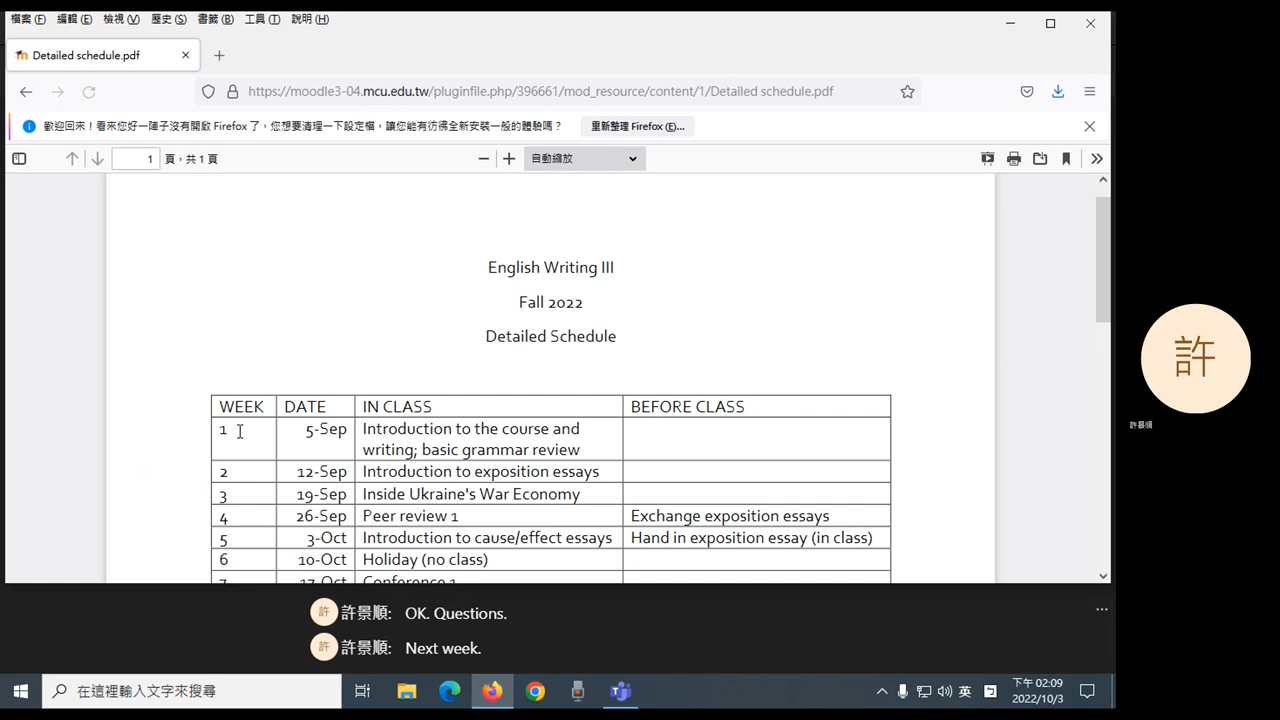 檔案(F) 編輯(E) 檢視(V) 歷史(S) 書籤(B) 工具(T) 說明(H)
Detailed schedule.pdf
https://moodle3-04.mcu.edu.tw/pluginfile.php/396661/mod_resource/content/1/Detailed schedule.pdf
歡迎回來！看來您好一陣子沒有開啟 Firefox 了，您想要清理一下設定檔，讓您能有彷彿全新安裝一般的體驗嗎？ 重新整理 Firefox (E)...
1 頁，共 1 頁 自動縮放
English Writing III
Fall 2022
Detailed Schedule
WEEK DATE IN CLASS BEFORE CLASS
1 5-Sep Introduction to the course and
writing; basic grammar review
2 12-Sep Introduction to exposition essays
3 19-Sep Inside Ukraine's War Economy
4 26-Sep Peer review 1 Exchange exposition essays
5 3-Oct Introduction to cause/effect essays Hand in exposition essay (in class)
6 10-Oct Holiday (no class)
7 17-Oct Conference 1
許
許景順
許 許景順: OK. Questions.
許 許景順: Next week.
在這裡輸入文字來搜尋
英
下午 02:09
2022/10/3